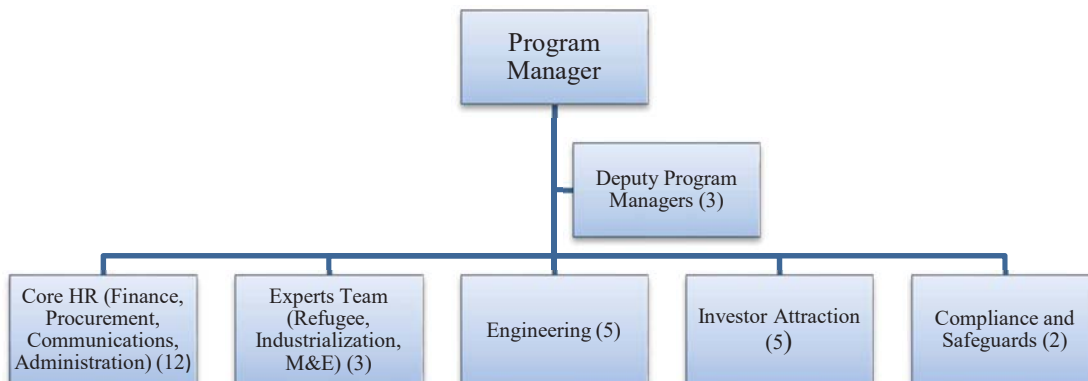 Program
Manager
Deputy Program
Managers (3)
Core HR (Finance,
Procurement,
Communications,
Administration) (12)
Experts Team
(Refugee,
Industrialization,
M&E) (3)
Engineering (5)
Investor Attraction
(5)
Compliance and
Safeguards (2)